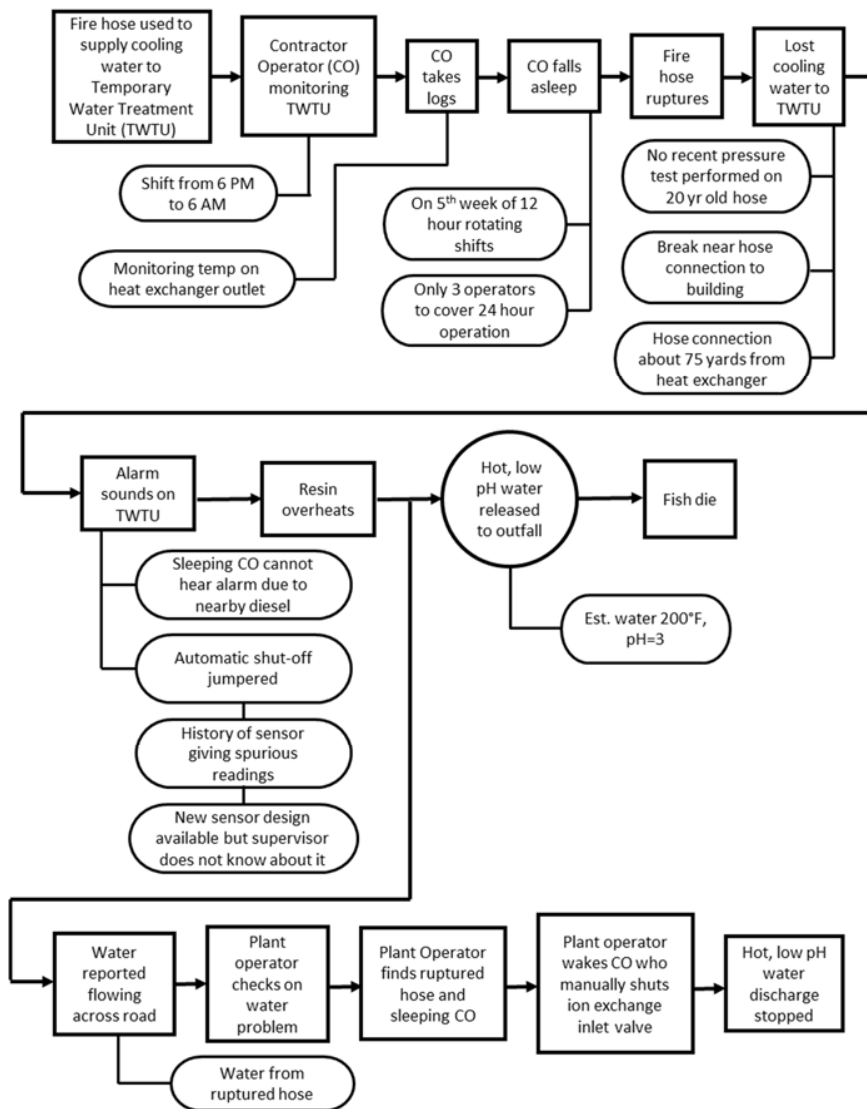 Fire hose used to
supply cooling
water to
Temporary
Water Treatment
Unit (TWTU)
Contractor
Operator (CO)
monitoring
TWTU
CO
takes
logs
CO falls
asleep
Fire
hose
ruptures
Lost
cooling
water to
TWTU
Shift from 6 PM
to 6 AM
Monitoring temp on
heat exchanger outlet
On 5th week of 12
hour rotating
shifts
Only 3 operators
to cover 24 hour
operation
No recent pressure
test performed on
20 yr old hose
Break near hose
connection to
building
Hose connection
about 75 yards from
heat exchanger
Alarm
sounds on
TWTU
Resin
overheats
Hot, low
pH water
released
to outfall
Fish die
Sleeping CO cannot
hear alarm due to
nearby diesel
Automatic shut-off
jumpered
History of sensor
giving spurious
readings
New sensor design
available but supervisor
does not know about it
Est. water 200°F,
pH=3
Water
reported
flowing
across road
Plant
operator
checks on
water
problem
Plant Operator
finds ruptured
hose and
sleeping CO
Plant operator
wakes CO who
manually shuts
ion exchange
inlet valve
Hot, low pH
water
discharge
stopped
Water from
ruptured hose